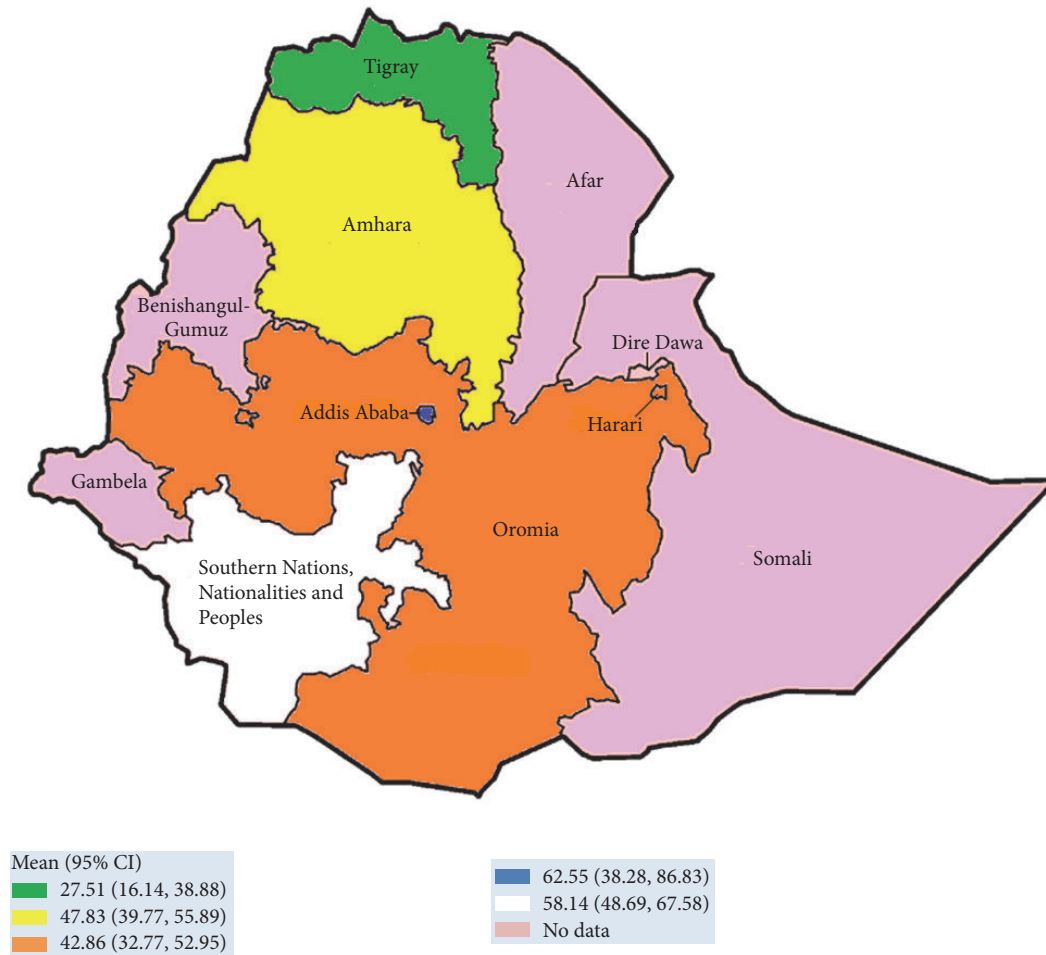 Tigray
Afar
Amhara
Benishangul-
Gumuz
Dire Dawa
Addis Ababa
Harari
Gambela
Oromia
Somali
Southern Nations,
Nationalities and
Peoples
Mean (95% CI)
27.51 (16.14, 38.88)
47.83 (39.77, 55.89)
42.86 (32.77, 52.95)
62.55 (38.28, 86.83)
58.14 (48.69, 67.58)
No data